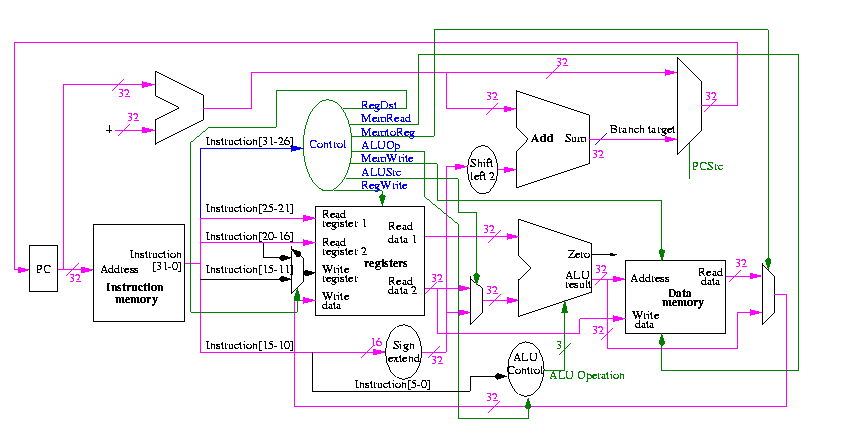 RegDst
MemRead
MemtoReg
ALUOp
MemWrite
ALUSrc
RegWrite
Control
32
32
4
32
32
32
Add
Sum
32
Branch target
PCSrc
Shift
left 2
Instruction[31-26]
Instruction[25-21]
Instruction[20-16]
Instruction[15-11]
Instruction[15-10]
Instruction[5-0]
PC
32
Address
Instruction
[31-0]
Instruction
memory
Read
register 1
Read
register 2
Write
register
Write
data
Read
data 1
registers
Read
data 2
32
32
32
Zero
ALU
result
32
32
Address
Read
data
Data
memory
Write
data
32
16
Sign
extend
32
ALU
Control
3
ALU Operation
32